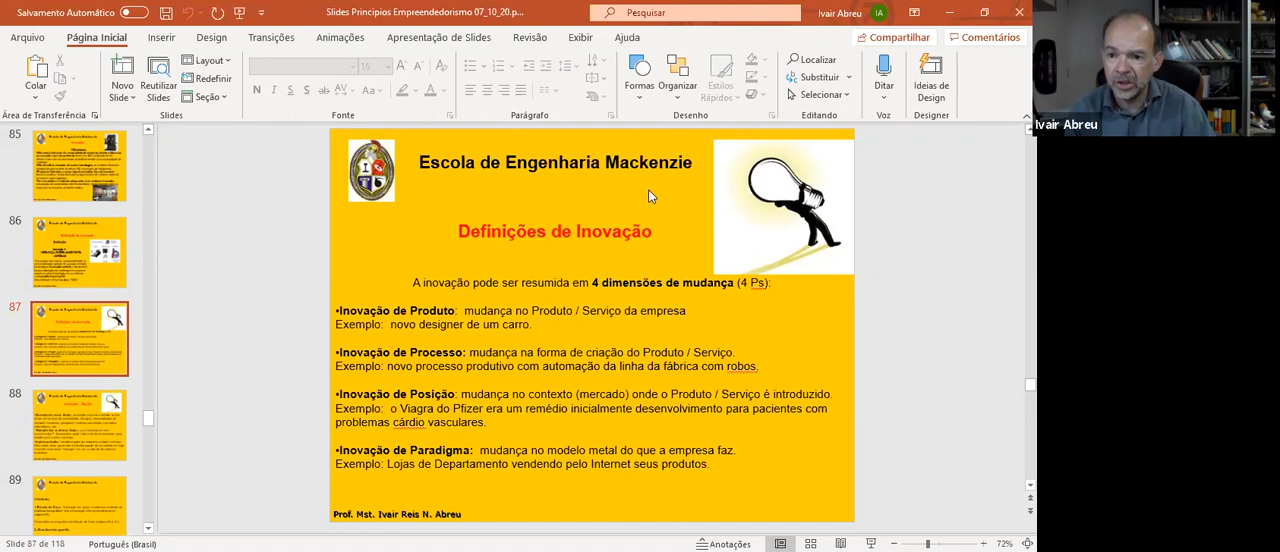 Salvamento Automático
Slides Principios Empreendedorismo 07_10_20.p...
Pesquisar
Ivair Abreu
IA
Arquivo
Página Inicial
Inserir
Design
Transições
Animações
Apresentação de Slides
Revisão
Exibir
Ajuda
Compartilhar
Comentários
Colar
Novo
Slide
Reutilizar
Slides
Layout
Redefinir
Seção
16
N
I
S
S
Aa
Formas
Organizar
Estilos
Rápidos
Localizar
Substituir
Selecionar
Ditar
Ideias de
Design
Área de Transferência
Slides
Fonte
Parágrafo
Desenho
Editando
Voz
Designer
Ivair Abreu
85
86
87
88
89
Escola de Engenharia Mackenzie
Definições de Inovação
A inovação pode ser resumida em 4 dimensões de mudança (4 Ps):
•Inovação de Produto: mudança no Produto / Serviço da empresa
Exemplo: novo designer de um carro.
•Inovação de Processo: mudança na forma de criação do Produto / Serviço.
Exemplo: novo processo produtivo com automação da linha da fábrica com robos.
•Inovação de Posição: mudança no contexto (mercado) onde o Produto / Serviço é introduzido.
Exemplo: o Viagra do Pfizer era um remédio inicialmente desenvolvimento para pacientes com
problemas cárdio vasculares.
•Inovação de Paradigma: mudança no modelo metal do que a empresa faz.
Exemplo: Lojas de Departamento vendendo pelo Internet seus produtos.
Prof. Mst. Ivair Reis N. Abreu
Slide 87 de 118
Português (Brasil)
Anotações
72%